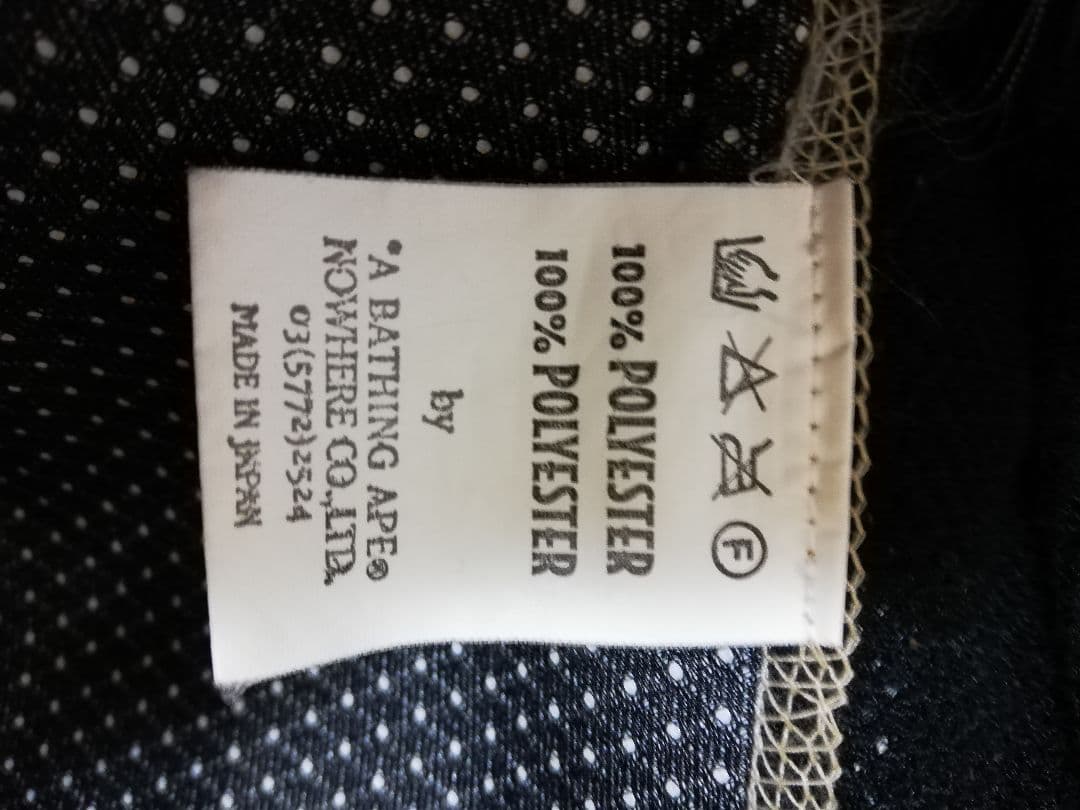 F
100% POLYESTER
100% POLYESTER
by
*A BATHING APE®
NOWHERE CO.,LTD.
03(5772)2524
MADE IN JAPAN